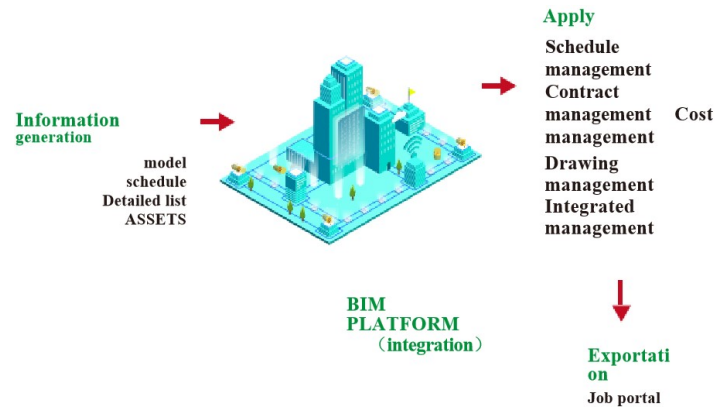 Information
generation
model
schedule
Detailed list
ASSETS
BIM
PLATFORM
（integration）
Apply
Schedule
management
Contract
management Cost
management
Drawing
management
Integrated
management
Exportati
on
Job portal